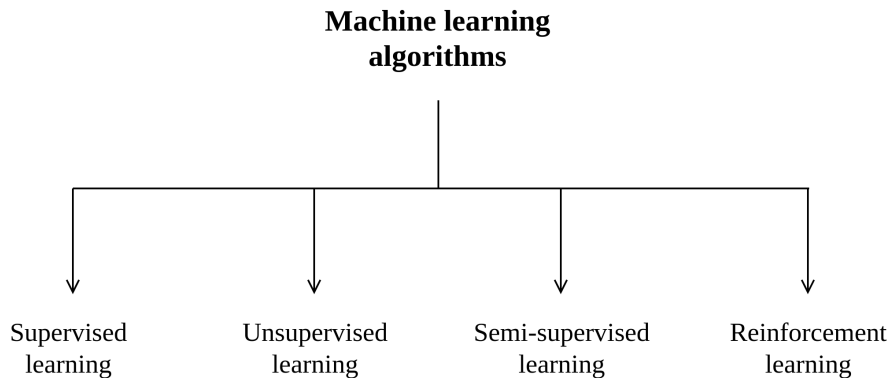 Machine learning
algorithms
Supervised
learning
Unsupervised
learning
Semi-supervised
learning
Reinforcement
learning